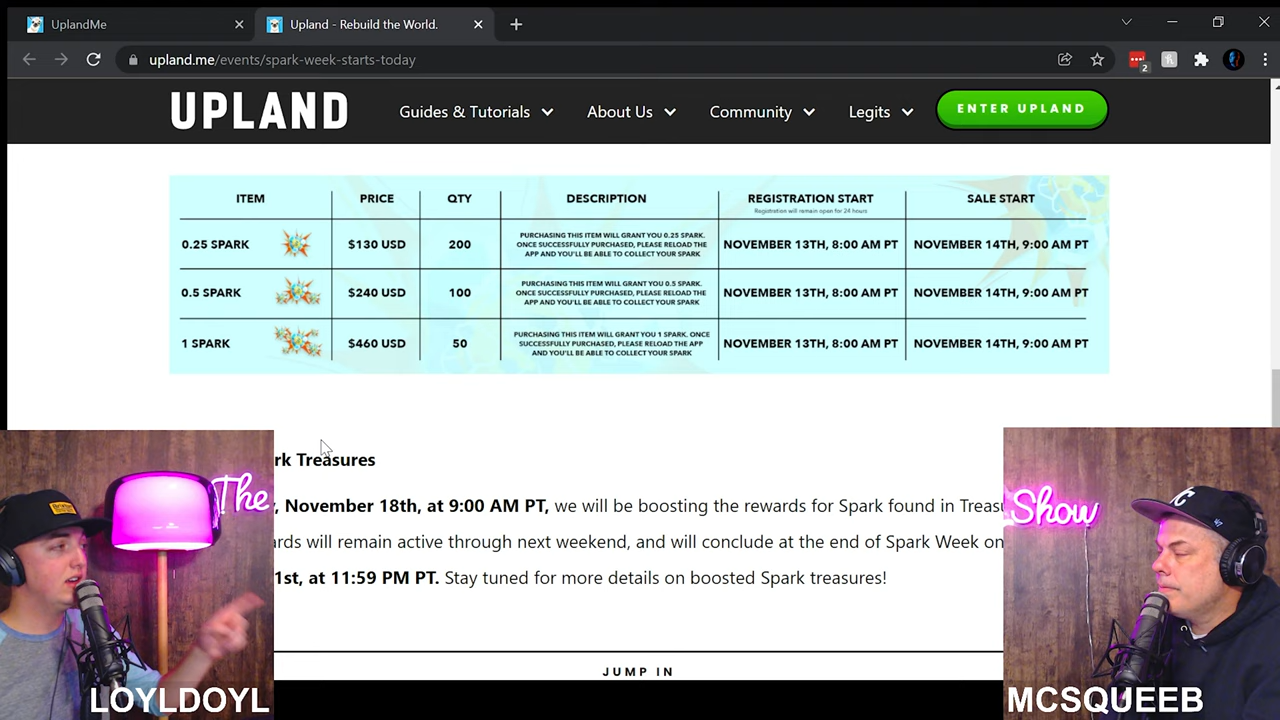 UplandMe
Upland - Rebuild the World.
upland.me/events/spark-week-starts-today
2
UPLAND
Guides & Tutorials
About Us
Community
Legits
ENTER UPLAND
ITEM PRICE QTY DESCRIPTION REGISTRATION START SALE START
Registration will remain open for 24 hours
0.25 SPARK $130 USD 200 PURCHASING THIS ITEM WILL GRANT YOU 0.25 SPARK. NOVEMBER 13TH, 8:00 AM PT NOVEMBER 14TH, 9:00 AM PT
ONCE SUCCESSFULLY PURCHASED, PLEASE RELOAD THE
APP AND YOU'LL BE ABLE TO COLLECT YOUR SPARK
0.5 SPARK $240 USD 100 PURCHASING THIS ITEM WILL GRANT YOU 0.5 SPARK. NOVEMBER 13TH, 8:00 AM PT NOVEMBER 14TH, 9:00 AM PT
ONCE SUCCESSFULLY PURCHASED, PLEASE RELOAD THE
APP AND YOU'LL BE ABLE TO COLLECT YOUR SPARK
1 SPARK $460 USD 50 PURCHASING THIS ITEM WILL GRANT YOU 1 SPARK. ONCE NOVEMBER 13TH, 8:00 AM PT NOVEMBER 14TH, 9:00 AM PT
SUCCESSFULLY PURCHASED, PLEASE RELOAD THE APP
AND YOU'LL BE ABLE TO COLLECT YOUR SPARK
rk Treasures
, November 18th, at 9:00 AM PT, we will be boosting the rewards for Spark found in Treasu
rds will remain active through next weekend, and will conclude at the end of Spark Week on
1st, at 11:59 PM PT. Stay tuned for more details on boosted Spark treasures!
JUMP IN
The
Show
LOYLDOYL
MCSQUEEB